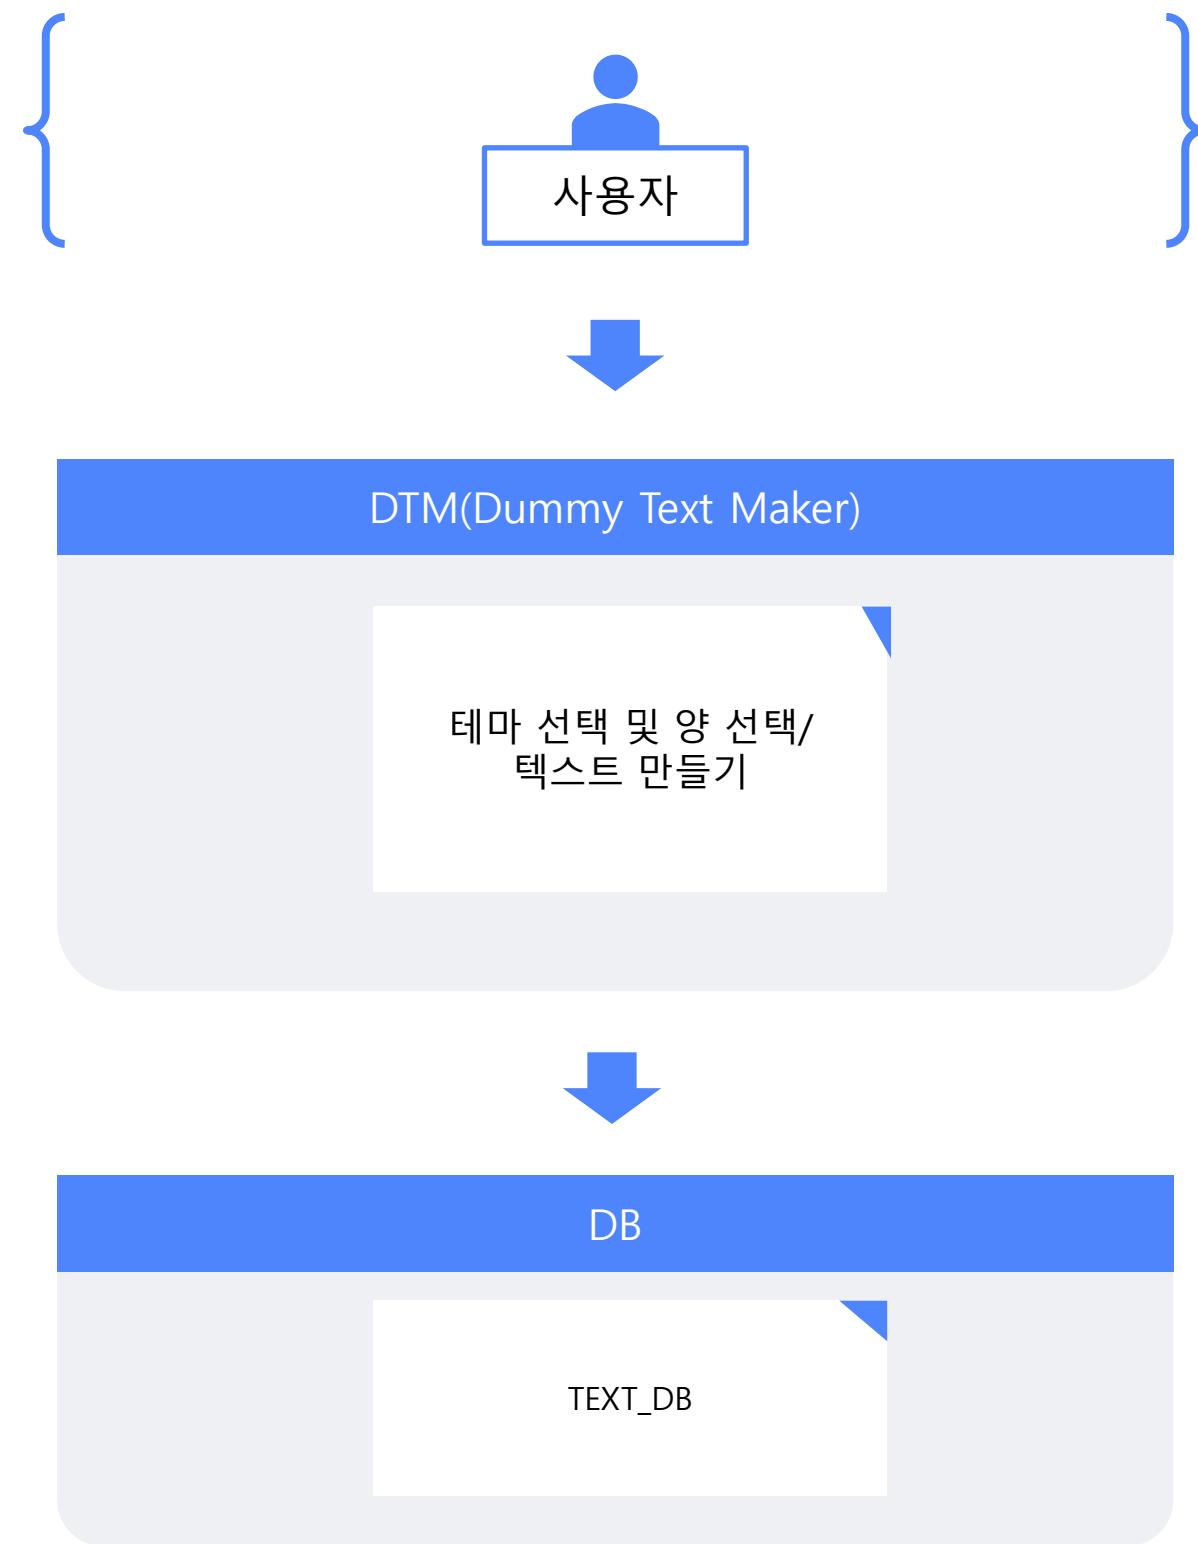 사용자
DTM(Dummy Text Maker)
테마 선택 및 양 선택/
텍스트 만들기
DB
TEXT_DB